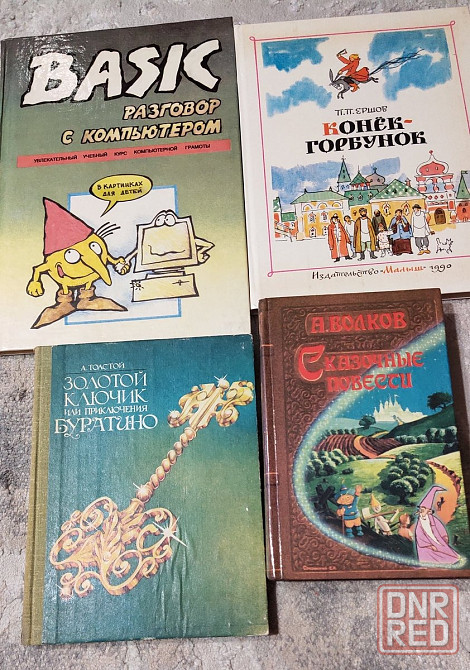 BASIC
РАЗГОВОР
С КОМПЬЮТЕРОМ
УВЛЕКАТЕЛЬНЫЙ УЧЕБНЫЙ КУРС КОМПЬЮТЕРНОЙ ГРАМОТЫ
В КАРТИНКАХ
ДЛЯ ДЕТЕЙ
П.П. ЕРШОВ
КОНЁК-
ГОРБУНОК
Издательство «Малыш» 1990
А.ТОЛСТОЙ
ЗОЛОТОЙ
КЛЮЧИК
ИЛИ ПРИКЛЮЧЕНИЯ
БУРАТИНО
А.ВОЛКОВ
Сказочные
повести
DNR
RED